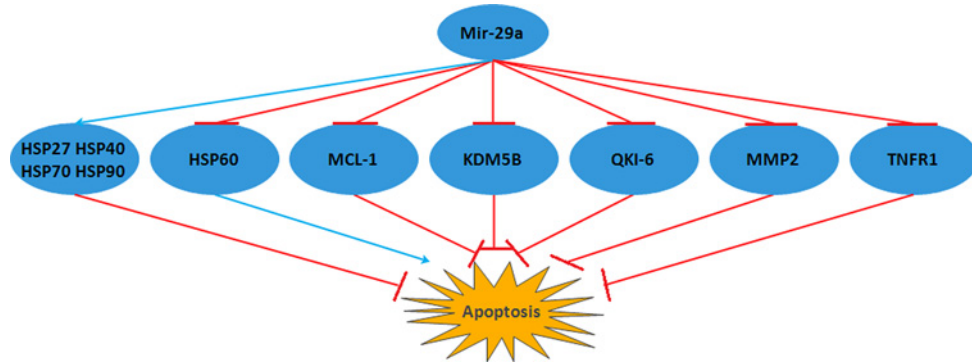 Mir-29a
HSP27 HSP40
HSP70 HSP90
HSP60
MCL-1
KDM5B
QKI-6
MMP2
TNFR1
Apoptosis